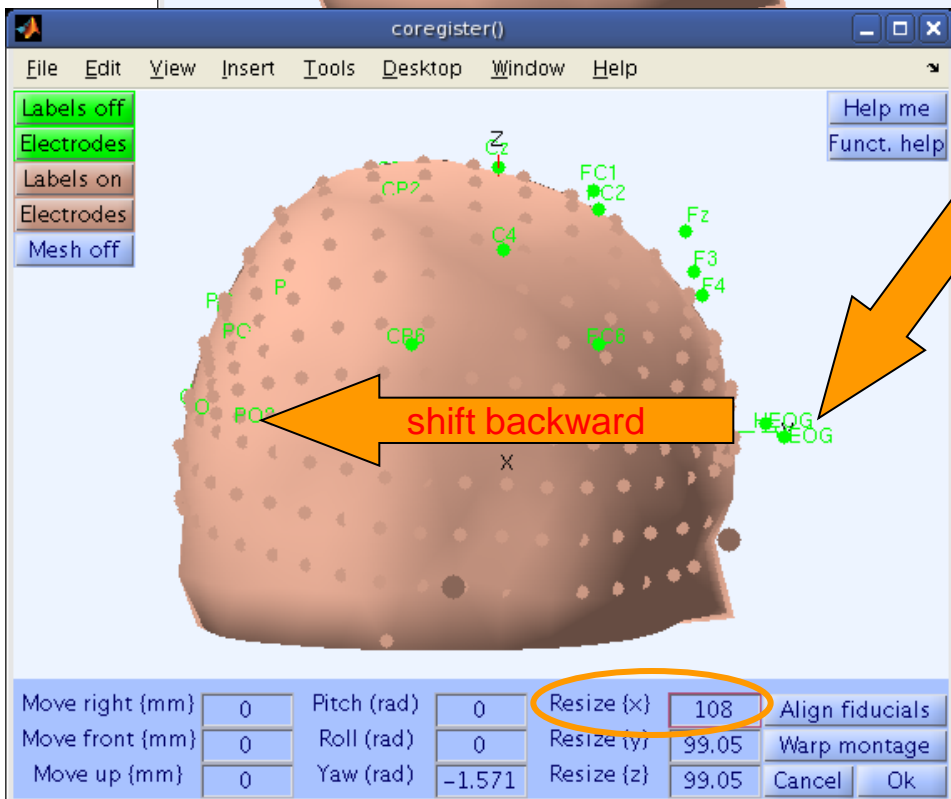 coregister()
File Edit View Insert Tools Desktop Window Help
Labels off
Electrodes
Labels on
Electrodes
Mesh off
Help me
Funct. help
Z
Cz
FC1
FC2
CP2
Fz
C4
F3
F4
P
PO
CP6
FC6
O
PO3
shift backward
HEOG
X
Move right {mm} 0 Pitch (rad) 0 Resize {x} 108 Align fiducials
Move front {mm} 0 Roll (rad) 0 Resize {y} 99.05 Warp montage
Move up {mm} 0 Yaw (rad) -1.571 Resize {z} 99.05 Cancel Ok